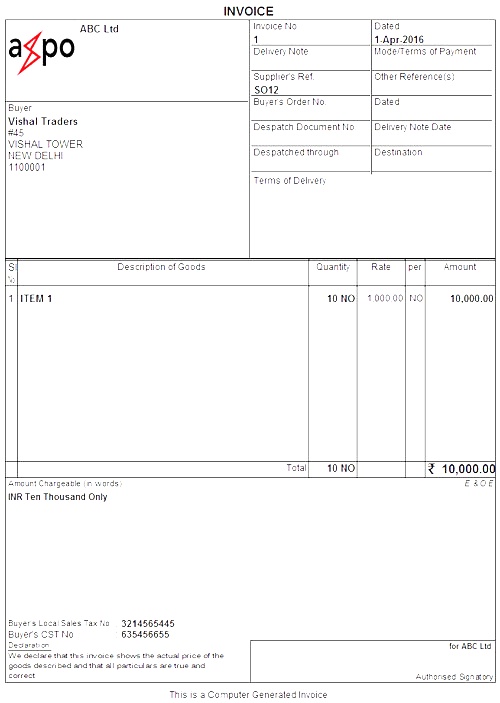 INVOICE
axpo
ABC Ltd
Invoice No.
1
Dated
1-Apr-2016
Delivery Note
Mode/Terms of Payment
Supplier's Ref.
SO12
Other Reference(s)
Buyer
Vishal Traders
#45
VISHAL TOWER
NEW DELHI
1100001
Buyer's Order No.
Dated
Despatch Document No.
Delivery Note Date
Despatched through
Destination
Terms of Delivery
Sl No Description of Goods Quantity Rate per Amount
1 ITEM 1 10 NO 1,000.00 NO 10,000.00
Total 10 NO ₹ 10,000.00
Amount Chargeable (in words) E & O E
INR Ten Thousand Only
Buyer's Local Sales Tax No 3214565445
Buyer's CST No 635456655
Declaration
We declare that this invoice shows the actual price of the
goods described and that all particulars are true and
correct
for ABC Ltd
Authorised Signatory
This is a Computer Generated Invoice